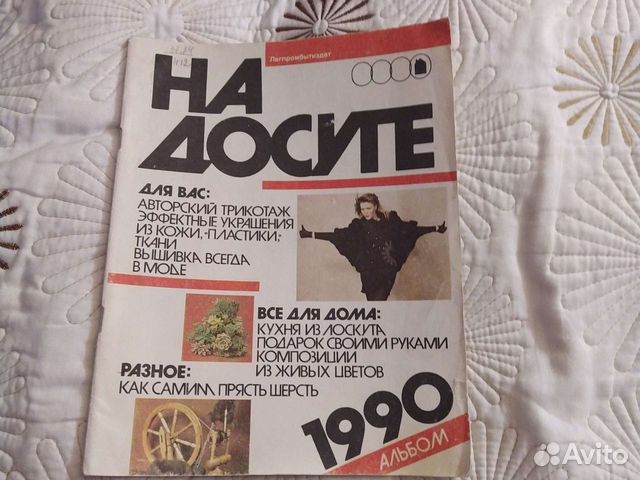 Легпромбытиздат
НА
ДОСУГЕ
ДЛЯ ВАС:
АВТОРСКИЙ ТРИКОТАЖ
ЭФФЕКТНЫЕ УКРАШЕНИЯ
ИЗ КОЖИ, „ПЛАСТИКИ,”
ТКАНИ
ВЫШИВКА ВСЕГДА
В МОДЕ
ВСЕ ДЛЯ ДОМА:
КУХНЯ ИЗ ЛОСКУТА
ПОДАРОК СВОИМИ РУКАМИ
КОМПОЗИЦИИ
ИЗ ЖИВЫХ ЦВЕТОВ
РАЗНОЕ:
КАК САМИМ ПРЯСТЬ ШЕРСТЬ
1990
АЛЬБОМ
Avito